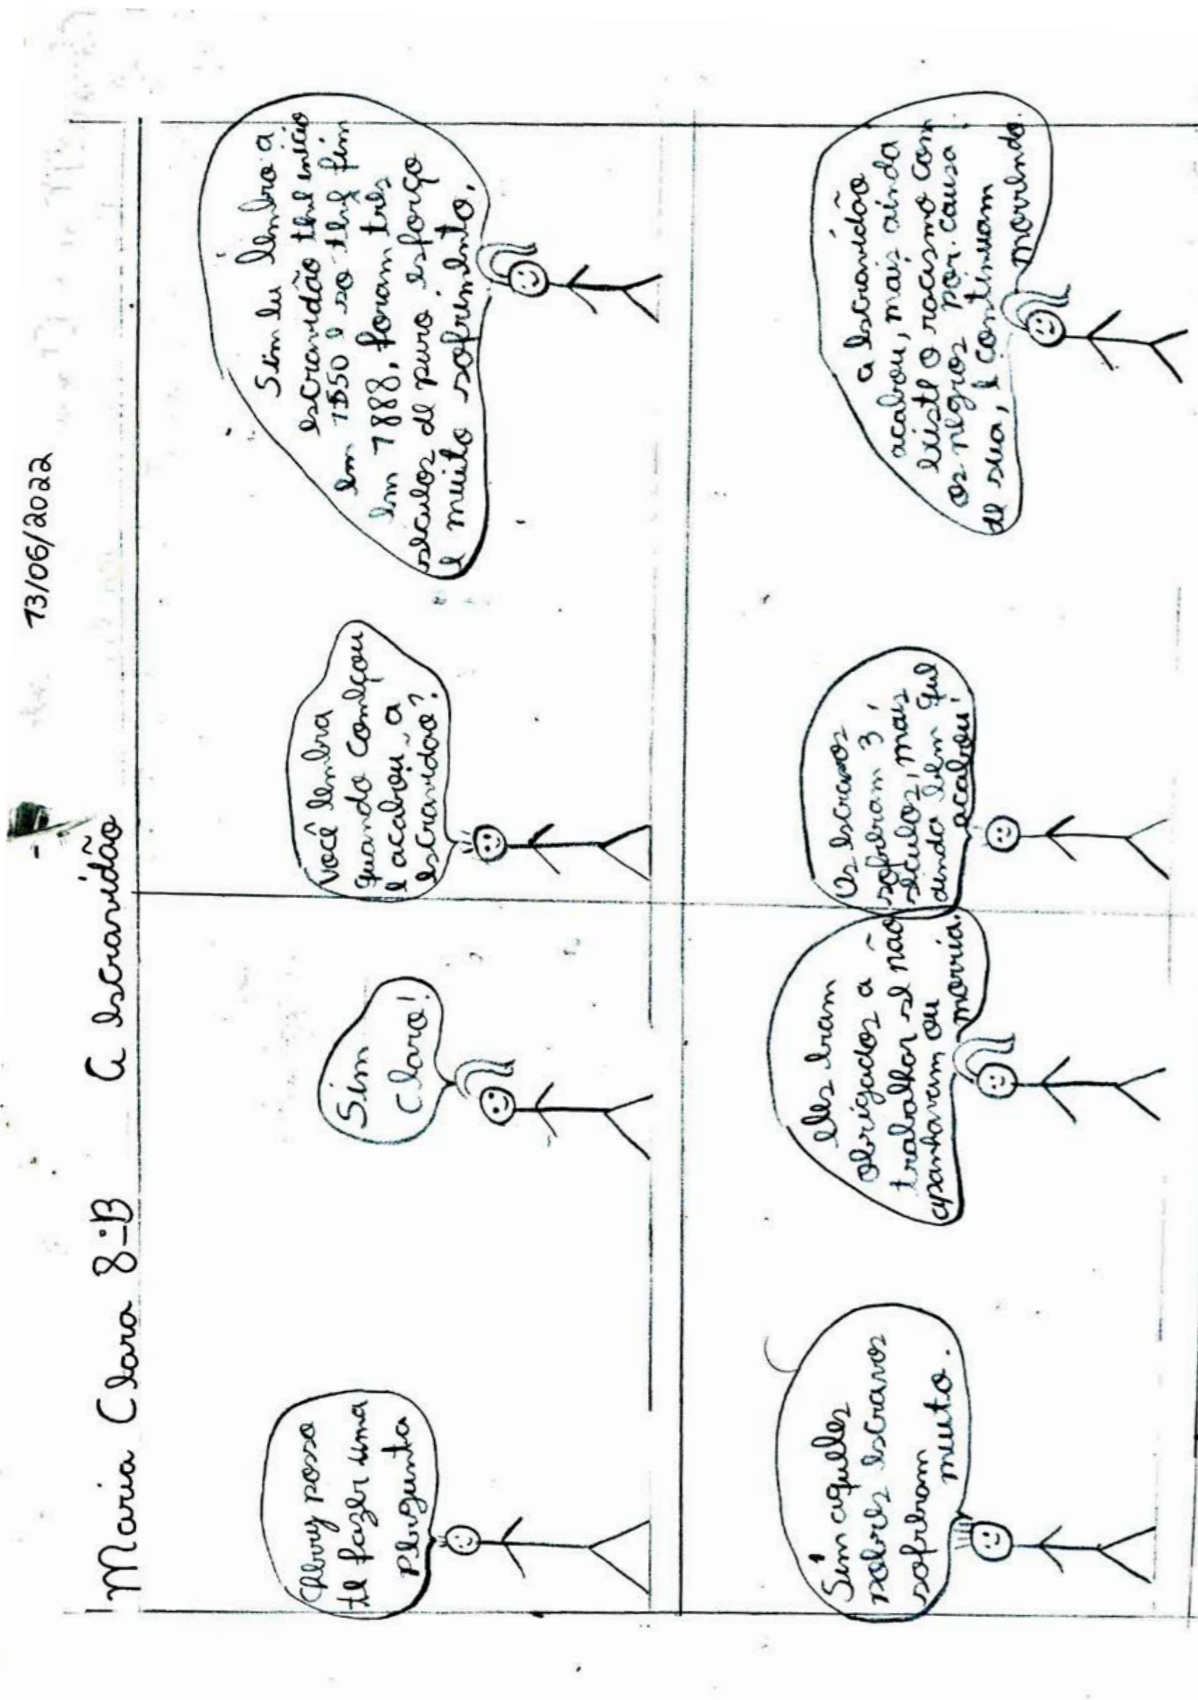 13/06/2022
Maria Clara 8:B A escravidão
posso
te fazer uma
pergunta
Sim
Claro!
Você lembra
quando começou
e acabou a
escravidão?
Sim eu lembro a
escravidão teve início
em 1550 e so teve fim
em 1888, foram três
séculos de puro esforço
e muito sofrimento.
Sim aqueles
pobres escravos
sofreram
muito.
eles eram
obrigados a
trabalhar se não
apanhavam ou
morria.
Os escravos
sofreram 3
séculos, mais
ainda bem que
acabou!
a escravidão
acabou, mais ainda
existe o racismo com
os negros por causa
de sua, e continuam
morrendo.